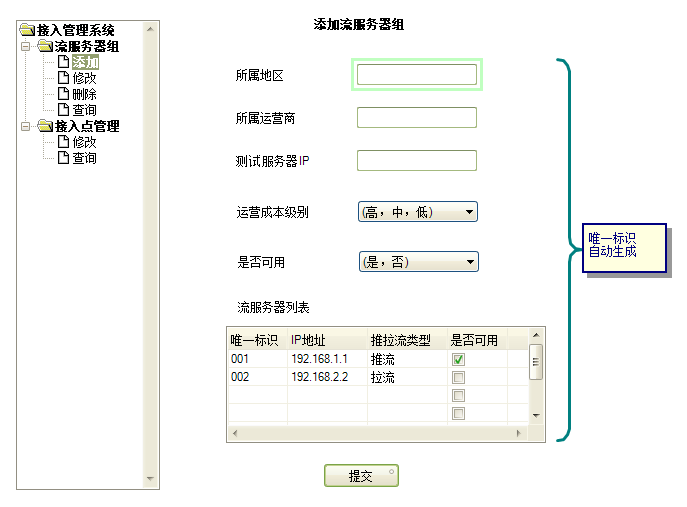 接入管理系统
流服务器组
添加
修改
删除
查询
接入点管理
修改
查询
添加流服务器组
所属地区
所属运营商
测试服务器IP
运营成本级别
(高，中，低)
是否可用
(是，否)
流服务器列表
唯一标识 IP地址 推拉流类型 是否可用
001 192.168.1.1 推流
002 192.168.2.2 拉流
提交
唯一标识
自动生成